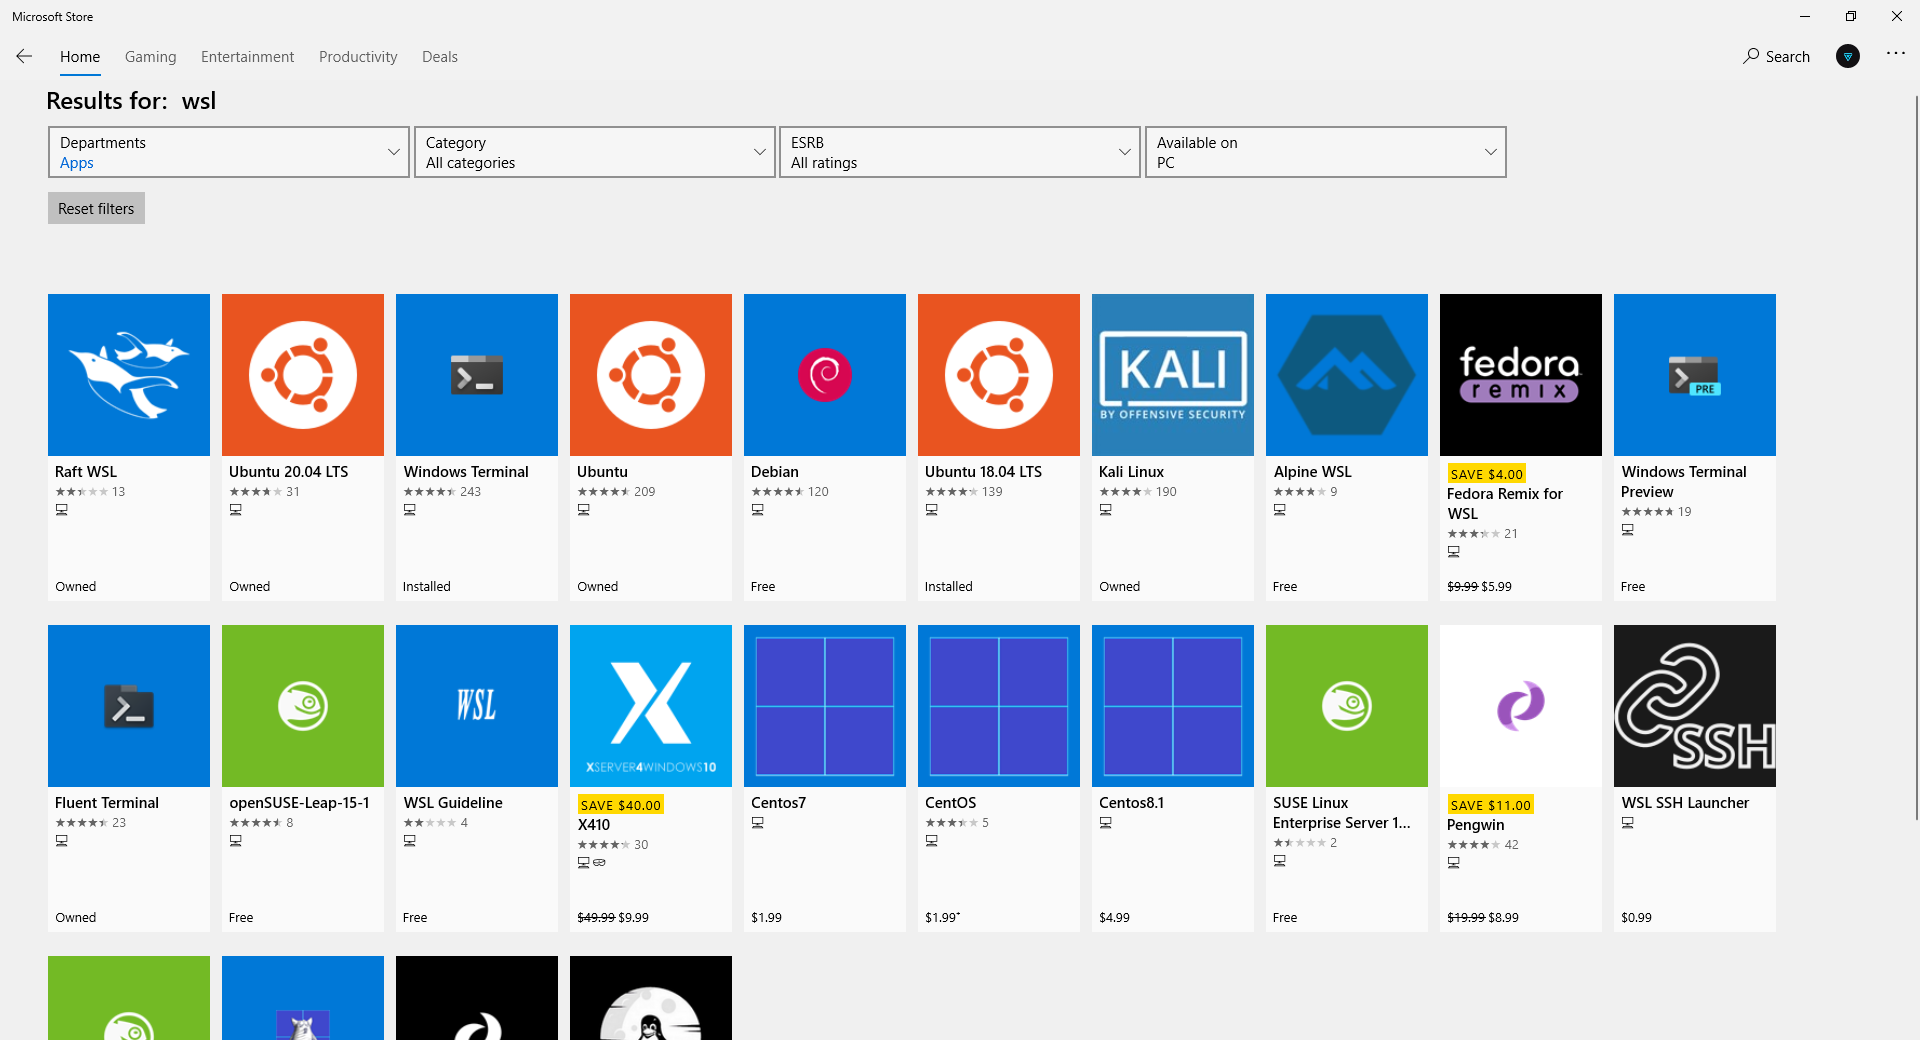 Microsoft Store
Home Gaming Entertainment Productivity Deals Search
Results for: wsl
Departments
Apps
Category
All categories
ESRB
All ratings
Available on
PC
Reset filters
KALI
BY OFFENSIVE SECURITY
fedora
remix
PRE
Raft WSL
13
Owned
Ubuntu 20.04 LTS
31
Owned
Windows Terminal
243
Installed
Ubuntu
209
Owned
Debian
120
Free
Ubuntu 18.04 LTS
139
Installed
Kali Linux
190
Owned
Alpine WSL
9
Free
SAVE $4.00
Fedora Remix for
WSL
21
$9.99 $5.99
Windows Terminal
Preview
19
Free
WSL
X
XSERVER4WINDOWS10
SSH
Fluent Terminal
23
Owned
openSUSE-Leap-15-1
8
Free
WSL Guideline
4
Free
SAVE $40.00
X410
30
$49.99 $9.99
Centos7
$1.99
CentOS
5
$1.99*
Centos8.1
$4.99
SUSE Linux
Enterprise Server 1...
2
Free
SAVE $11.00
Pengwin
42
$19.99 $8.99
WSL SSH Launcher
$0.99